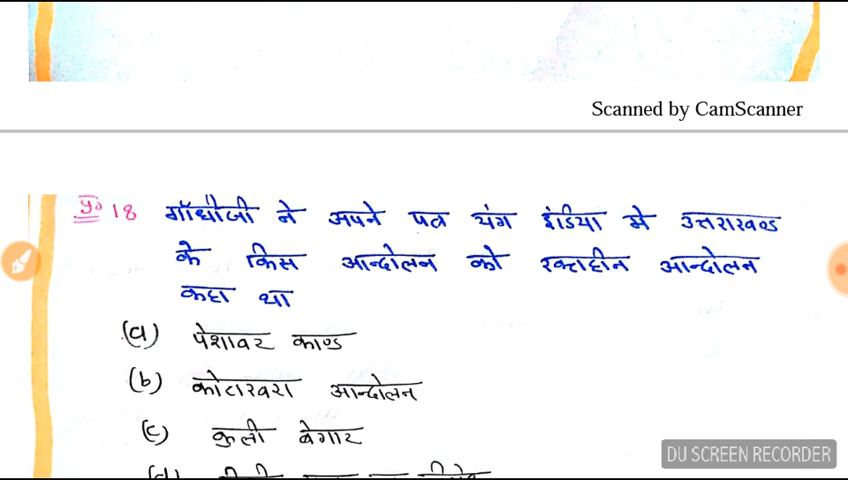 Scanned by CamScanner
प्र० 18 गाँधीजी ने अपने पत्र यंग इंडिया मे उत्तराखण्ड
के किस आन्दोलन को रक्तहीन आन्दोलन
कहा था
(a) पेशावर काण्ड
(b) कोटाखरा आन्दोलन
(c) कुली बेगार
(d)
DU SCREEN RECORDER